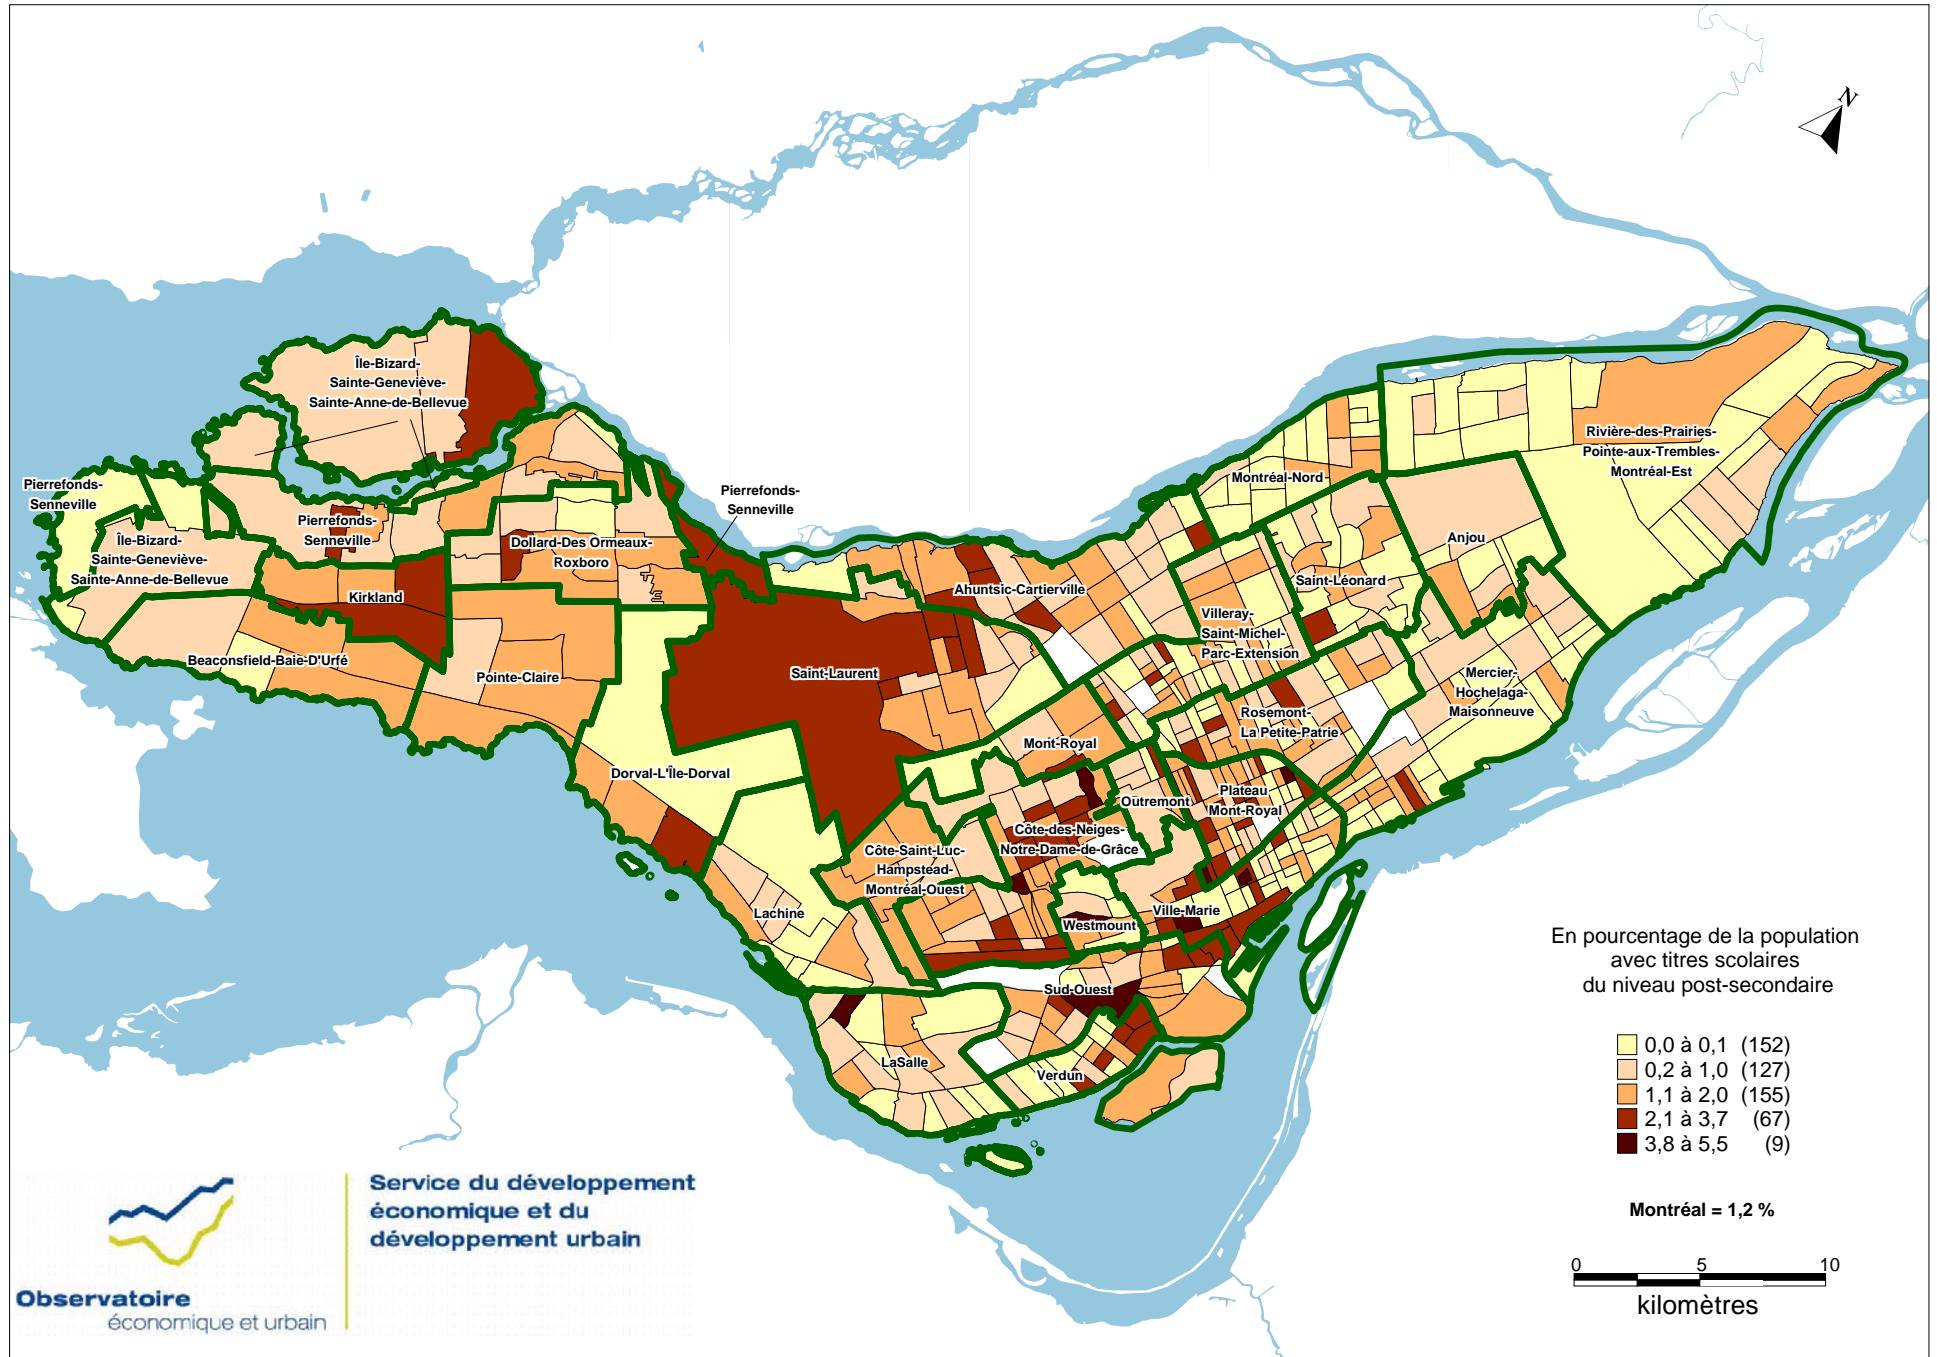 N
Île-Bizard-
Sainte-Geneviève-
Sainte-Anne-de-Bellevue
Pierrefonds-
Senneville
Pierrefonds-
Senneville
Pierrefonds-
Senneville
Île-Bizard-
Sainte-Geneviève-
Sainte-Anne-de-Bellevue
Dollard-Des Ormeaux-
Roxboro
Kirkland
Beaconsfield-Baie-D'Urfé
Pointe-Claire
Dorval-L'Île-Dorval
Saint-Laurent
Ahuntsic-Cartierville
Montréal-Nord
Rivière-des-Prairies-
Pointe-aux-Trembles-
Montréal-Est
Anjou
Saint-Léonard
Villeray-
Saint-Michel-
Parc-Extension
Mercier-
Hochelaga-
Maisonneuve
Rosemont-
La Petite-Patrie
Mont-Royal
Outremont
Plateau
Mont-Royal
Côte-des-Neiges-
Notre-Dame-de-Grâce
Côte-Saint-Luc-
Hampstead-
Montréal-Ouest
Lachine
Westmount
Ville-Marie
Sud-Ouest
LaSalle
Verdun
En pourcentage de la population
avec titres scolaires
du niveau post-secondaire
0,0 à 0,1 (152)
0,2 à 1,0 (127)
1,1 à 2,0 (155)
2,1 à 3,7 (67)
3,8 à 5,5 (9)
Montréal = 1,2 %
0 5 10
kilomètres
Service du développement
économique et du
développement urbain
Observatoire
économique et urbain